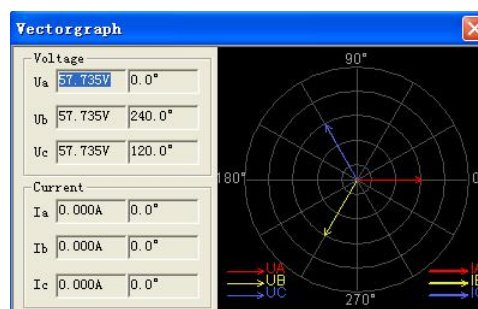 Vectorgraph
Voltage
Ua 57.735V 0.0°
Ub 57.735V 240.0°
Uc 57.735V 120.0°
Current
Ia 0.000A 0.0°
Ib 0.000A 0.0°
Ic 0.000A 0.0°
90°
180° 0
270°
UA IA
UB
UC